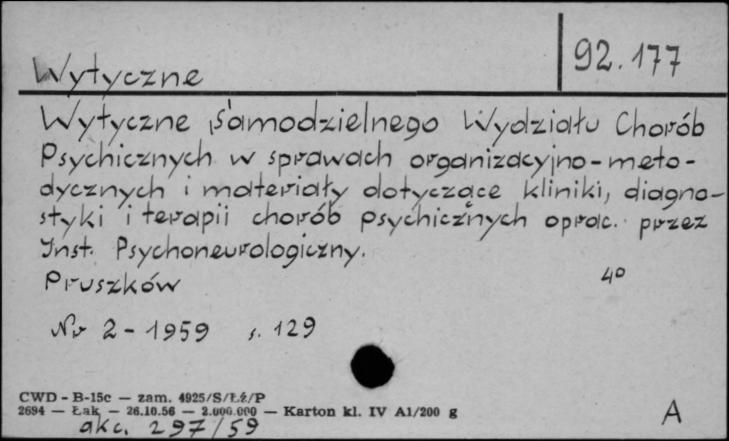 92.177
Wytyczne
Wytyczne Samodzielnego Wydziału Chorób
Psychicznych w sprawach organizacyjno-meto-
dycznych i materiały dotyczące kliniki, diagno-
styki i terapii chorób psychicznych oprac. przez
Inst. Psychoneurologiczny.
Pruszków 4°
Nr 2-1959 s. 129
CWD - B-15c — zam. 4925/S/ŁŹ/P
2694 — Łąk — 26.10.56 — 2.000.000 — Karton kl. IV A1/200 g
akc. 297/59
A